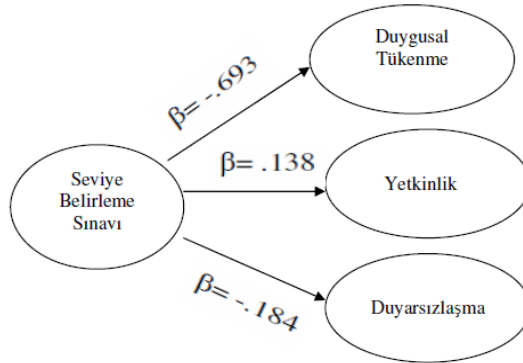 Duygusal
Tükenme
β= -.693
Seviye
Belirleme
Sınavı
β= .138
Yetkinlik
β= -.184
Duyarsızlaşma